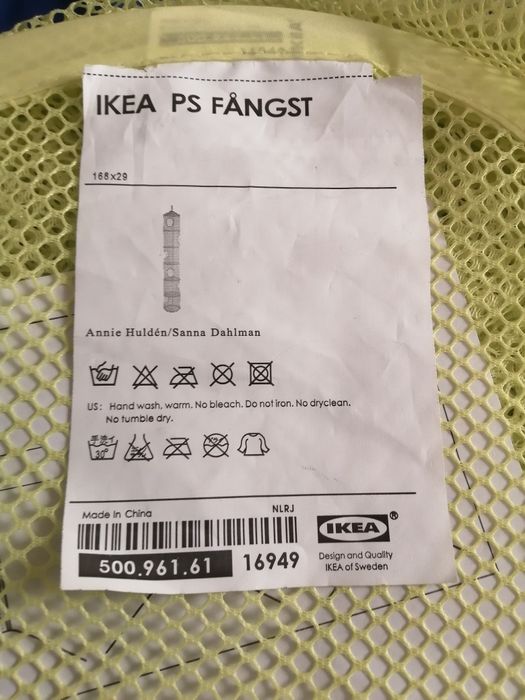 IKEA PS FÅNGST
168x29
Annie Huldén/Sanna Dahlman
US: Hand wash, warm. No bleach. Do not iron. No dryclean.
No tumble dry.
30°
Made in China
NLRJ
500.961.61
16949
IKEA®
Design and Quality
IKEA of Sweden